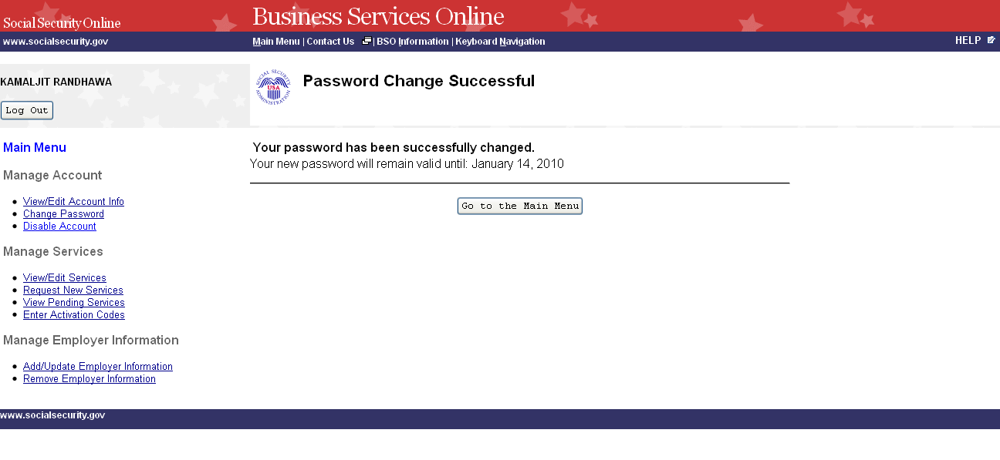 Social Security Online
Business Services Online
www.socialsecurity.gov
Main Menu | Contact Us | BSO Information | Keyboard Navigation
HELP
KAMALJIT RANDHAWA
Log Out
SOCIAL SECURITY ADMINISTRATION
USA
Password Change Successful
Main Menu
Manage Account
View/Edit Account Info
Change Password
Disable Account
Manage Services
View/Edit Services
Request New Services
View Pending Services
Enter Activation Codes
Manage Employer Information
Add/Update Employer Information
Remove Employer Information
Your password has been successfully changed.
Your new password will remain valid until: January 14, 2010
Go to the Main Menu
www.socialsecurity.gov